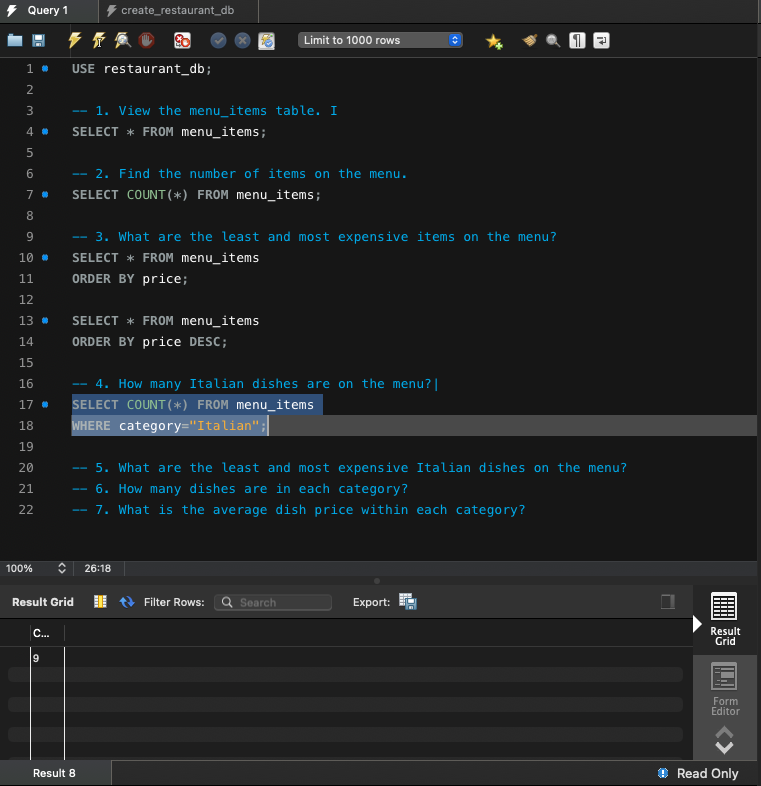 Query 1
create_restaurant_db
Limit to 1000 rows
1 USE restaurant_db;
2
3 -- 1. View the menu_items table. I
4 SELECT * FROM menu_items;
5
6 -- 2. Find the number of items on the menu.
7 SELECT COUNT(*) FROM menu_items;
8
9 -- 3. What are the least and most expensive items on the menu?
10 SELECT * FROM menu_items
11 ORDER BY price;
12
13 SELECT * FROM menu_items
14 ORDER BY price DESC;
15
16 -- 4. How many Italian dishes are on the menu?|
17 SELECT COUNT(*) FROM menu_items
18 WHERE category="Italian";
19
20 -- 5. What are the least and most expensive Italian dishes on the menu?
21 -- 6. How many dishes are in each category?
22 -- 7. What is the average dish price within each category?
100% 26:18
Result Grid Filter Rows: Search Export:
C...
9
Result
Grid
Form
Editor
Result 8
Read Only